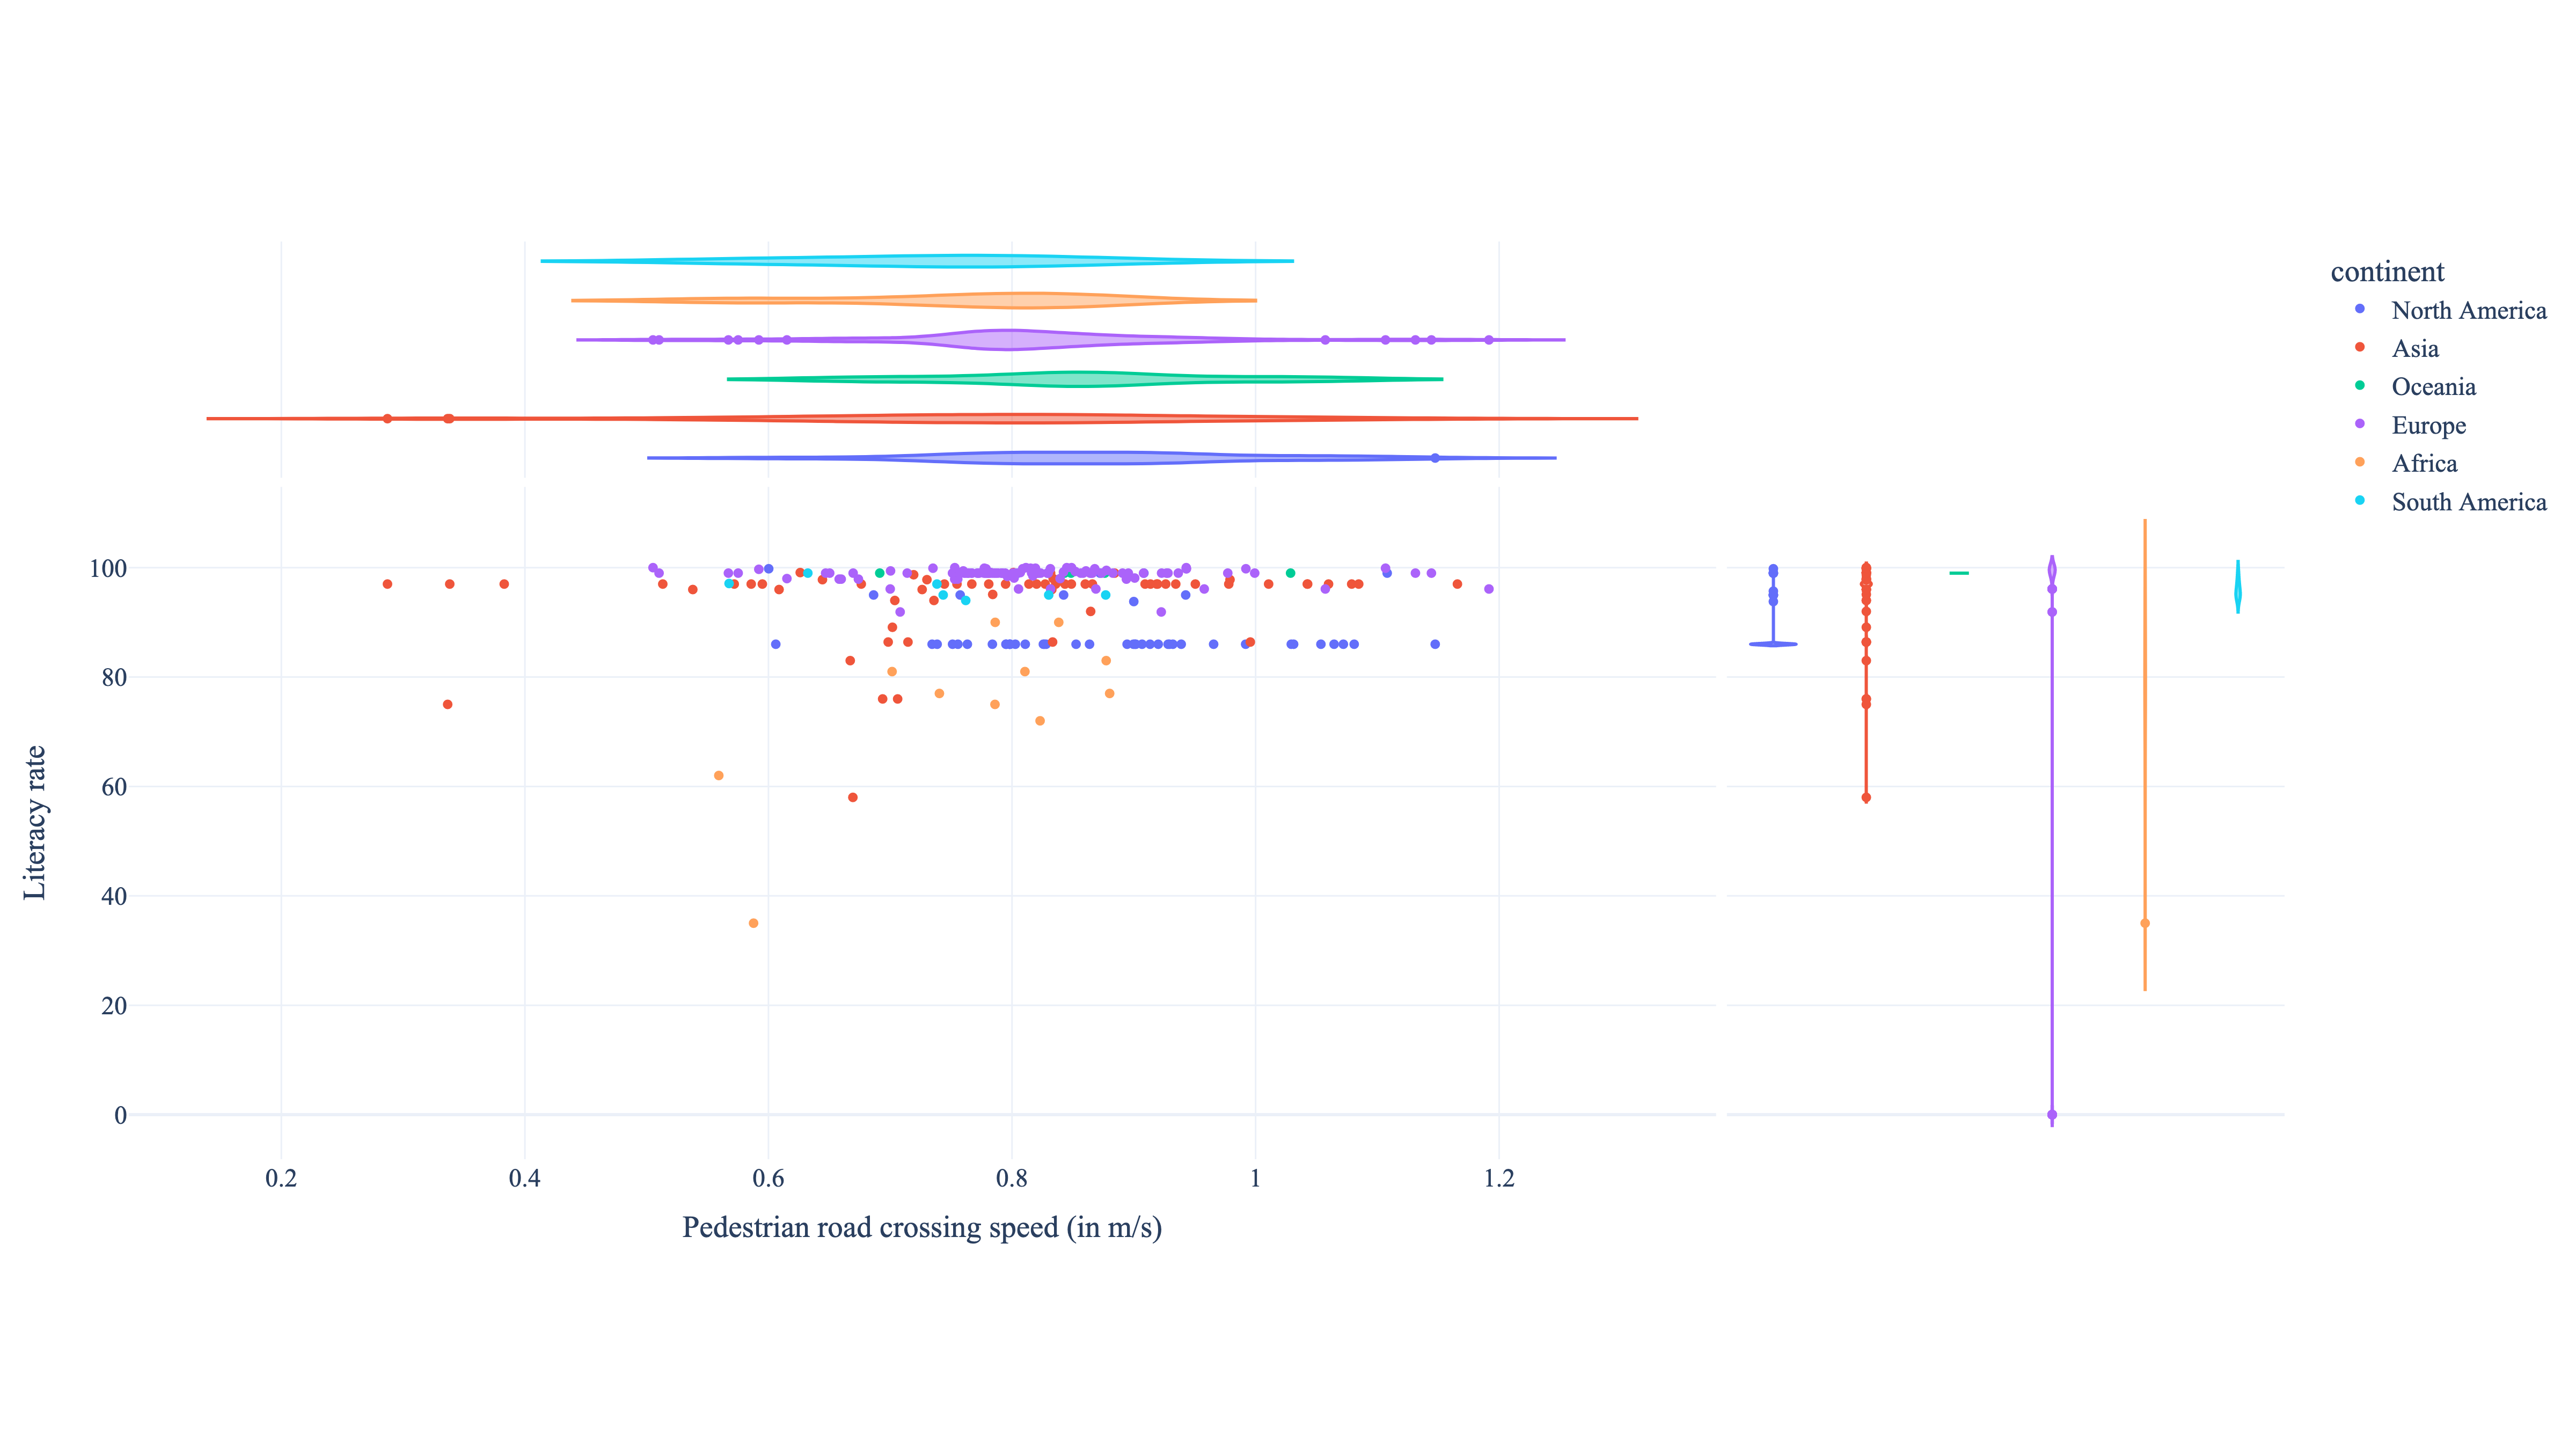 continent
North America
Asia
Oceania
Europe
Africa
South America
100
80
60
40
20
0
Literacy rate
0.2
0.4
0.6
0.8
1
1.2
Pedestrian road crossing speed (in m/s)